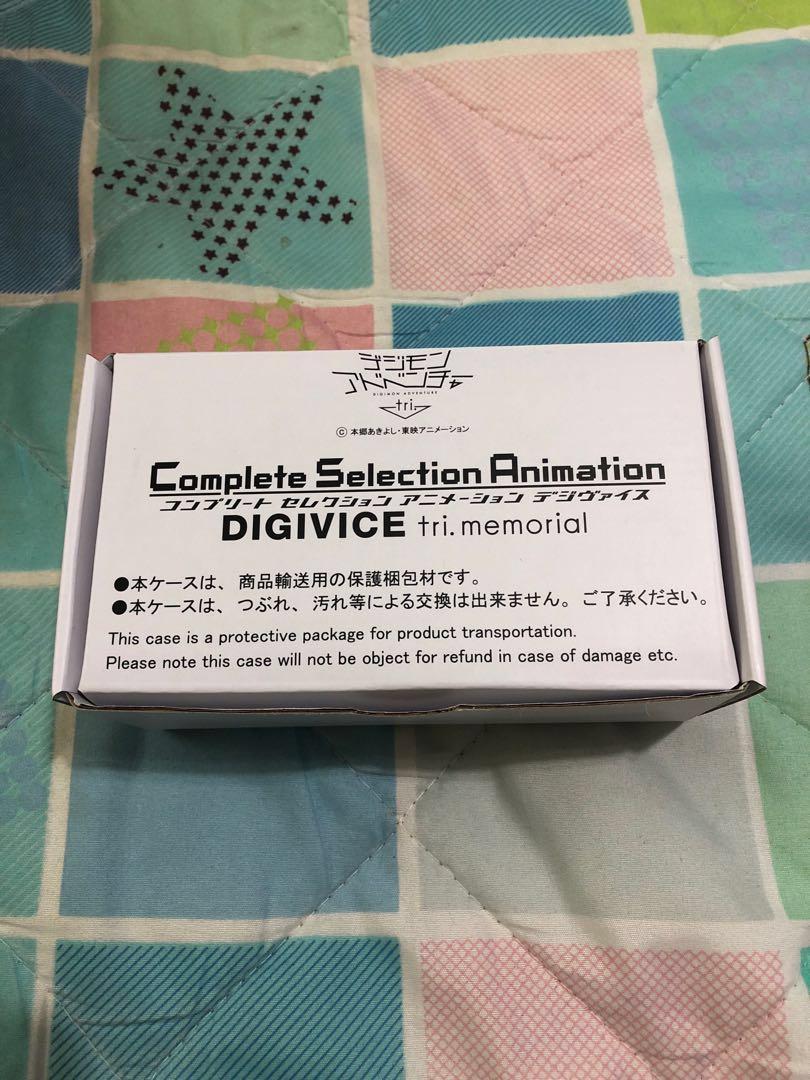 デジモン
アドベンチャー
DIGIMON ADVENTURE
tri.
© 本郷あきよし・東映アニメーション
Complete Selection Animation
コンプリート セレクション アニメーション デジヴァイス
DIGIVICE tri.memorial
●本ケースは、商品輸送用の保護梱包材です。
●本ケースは、つぶれ、汚れ等による交換は出来ません。ご了承ください。
This case is a protective package for product transportation.
Please note this case will not be object for refund in case of damage etc.